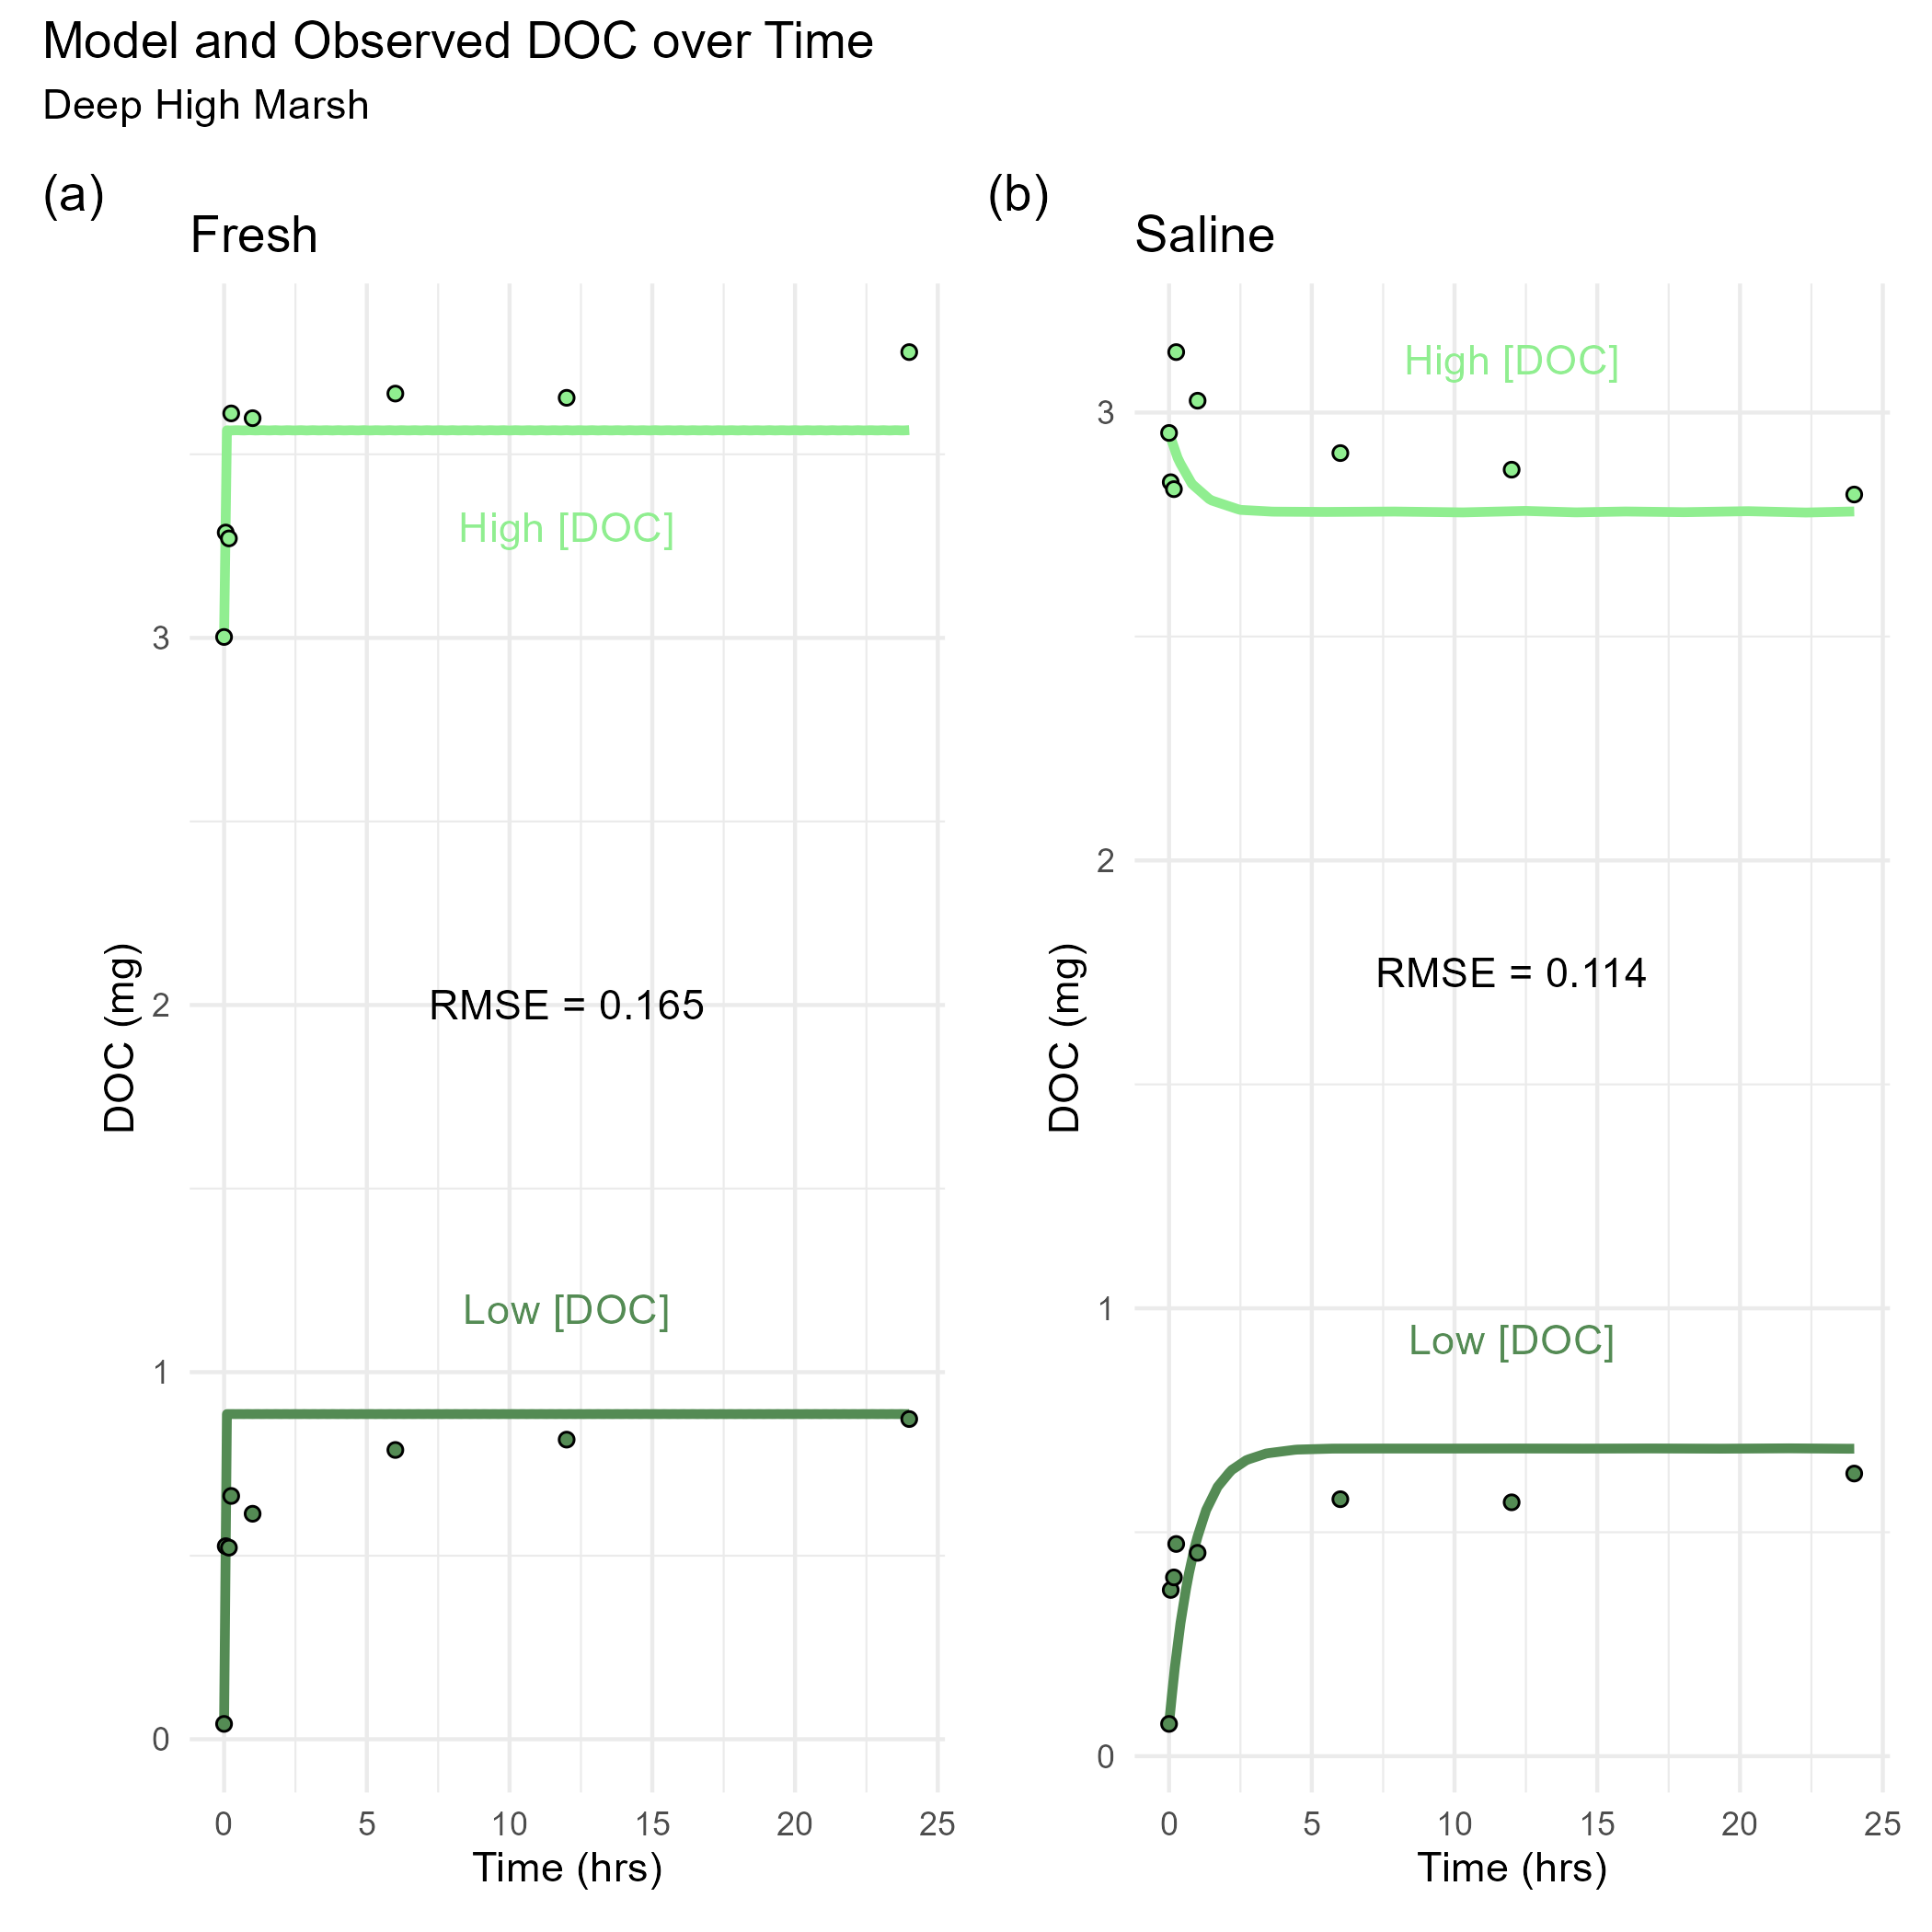 Model and Observed DOC over Time
Deep High Marsh
(a)
Fresh
High [DOC]
RMSE = 0.165
Low [DOC]
DOC (mg)
3
2
1
0
0 5 10 15 20 25
Time (hrs)
(b)
Saline
High [DOC]
RMSE = 0.114
Low [DOC]
DOC (mg)
3
2
1
0
0 5 10 15 20 25
Time (hrs)